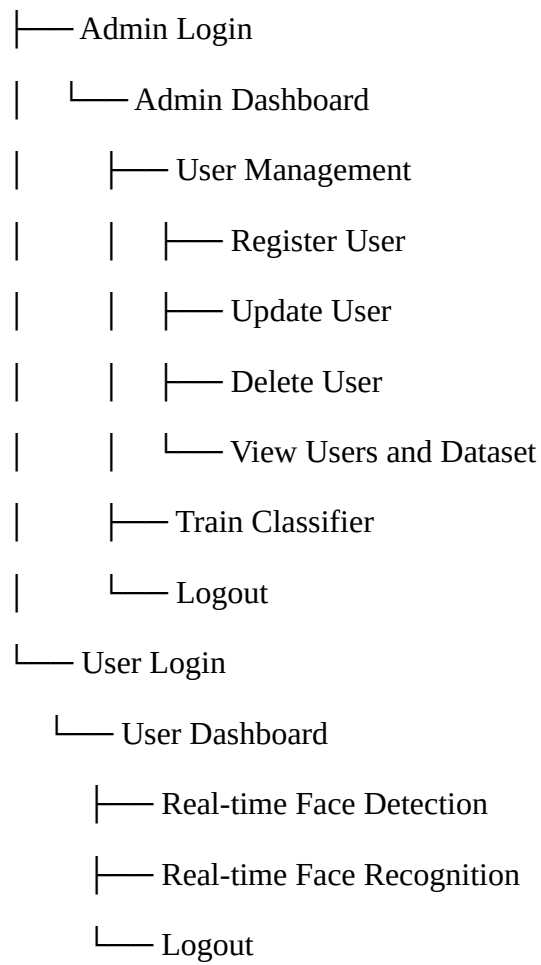 ├── Admin Login
│   └── Admin Dashboard
│       ├── User Management
│       │   ├── Register User
│       │   ├── Update User
│       │   ├── Delete User
│       │   └── View Users and Dataset
│       ├── Train Classifier
│       └── Logout
└── User Login
    └── User Dashboard
        ├── Real-time Face Detection
        ├── Real-time Face Recognition
        └── Logout